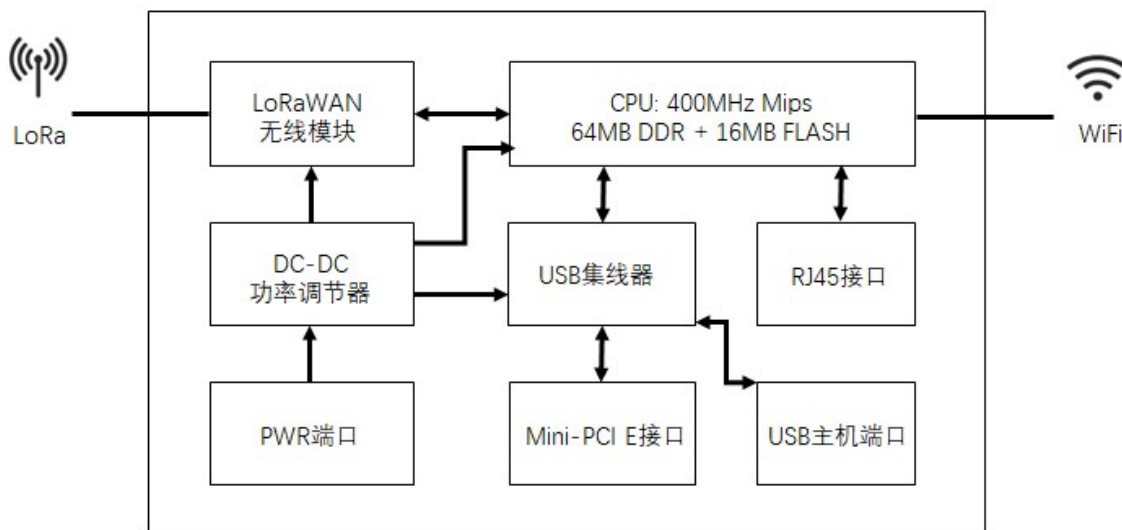 LoRaWAN
无线模块
CPU: 400MHz Mips
64MB DDR + 16MB FLASH
LoRa
WiFi
DC-DC
功率调节器
USB集线器
RJ45接口
PWR端口
Mini-PCI E接口
USB主机端口